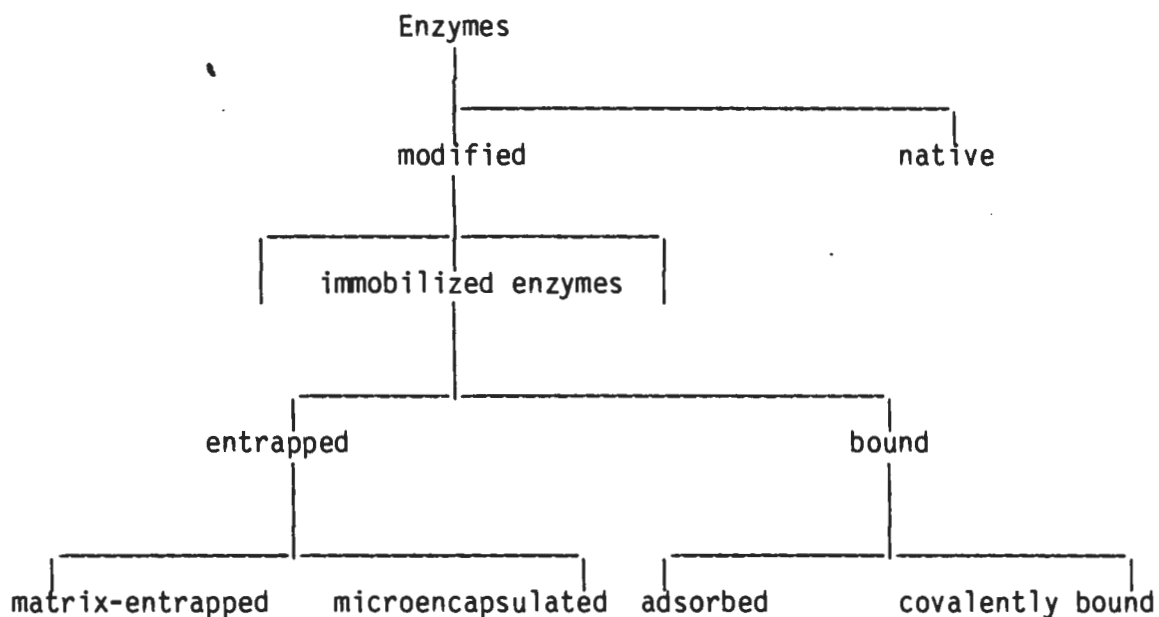 Enzymes
modified native
immobilized enzymes
entrapped bound
matrix-entrapped microencapsulated adsorbed covalently bound